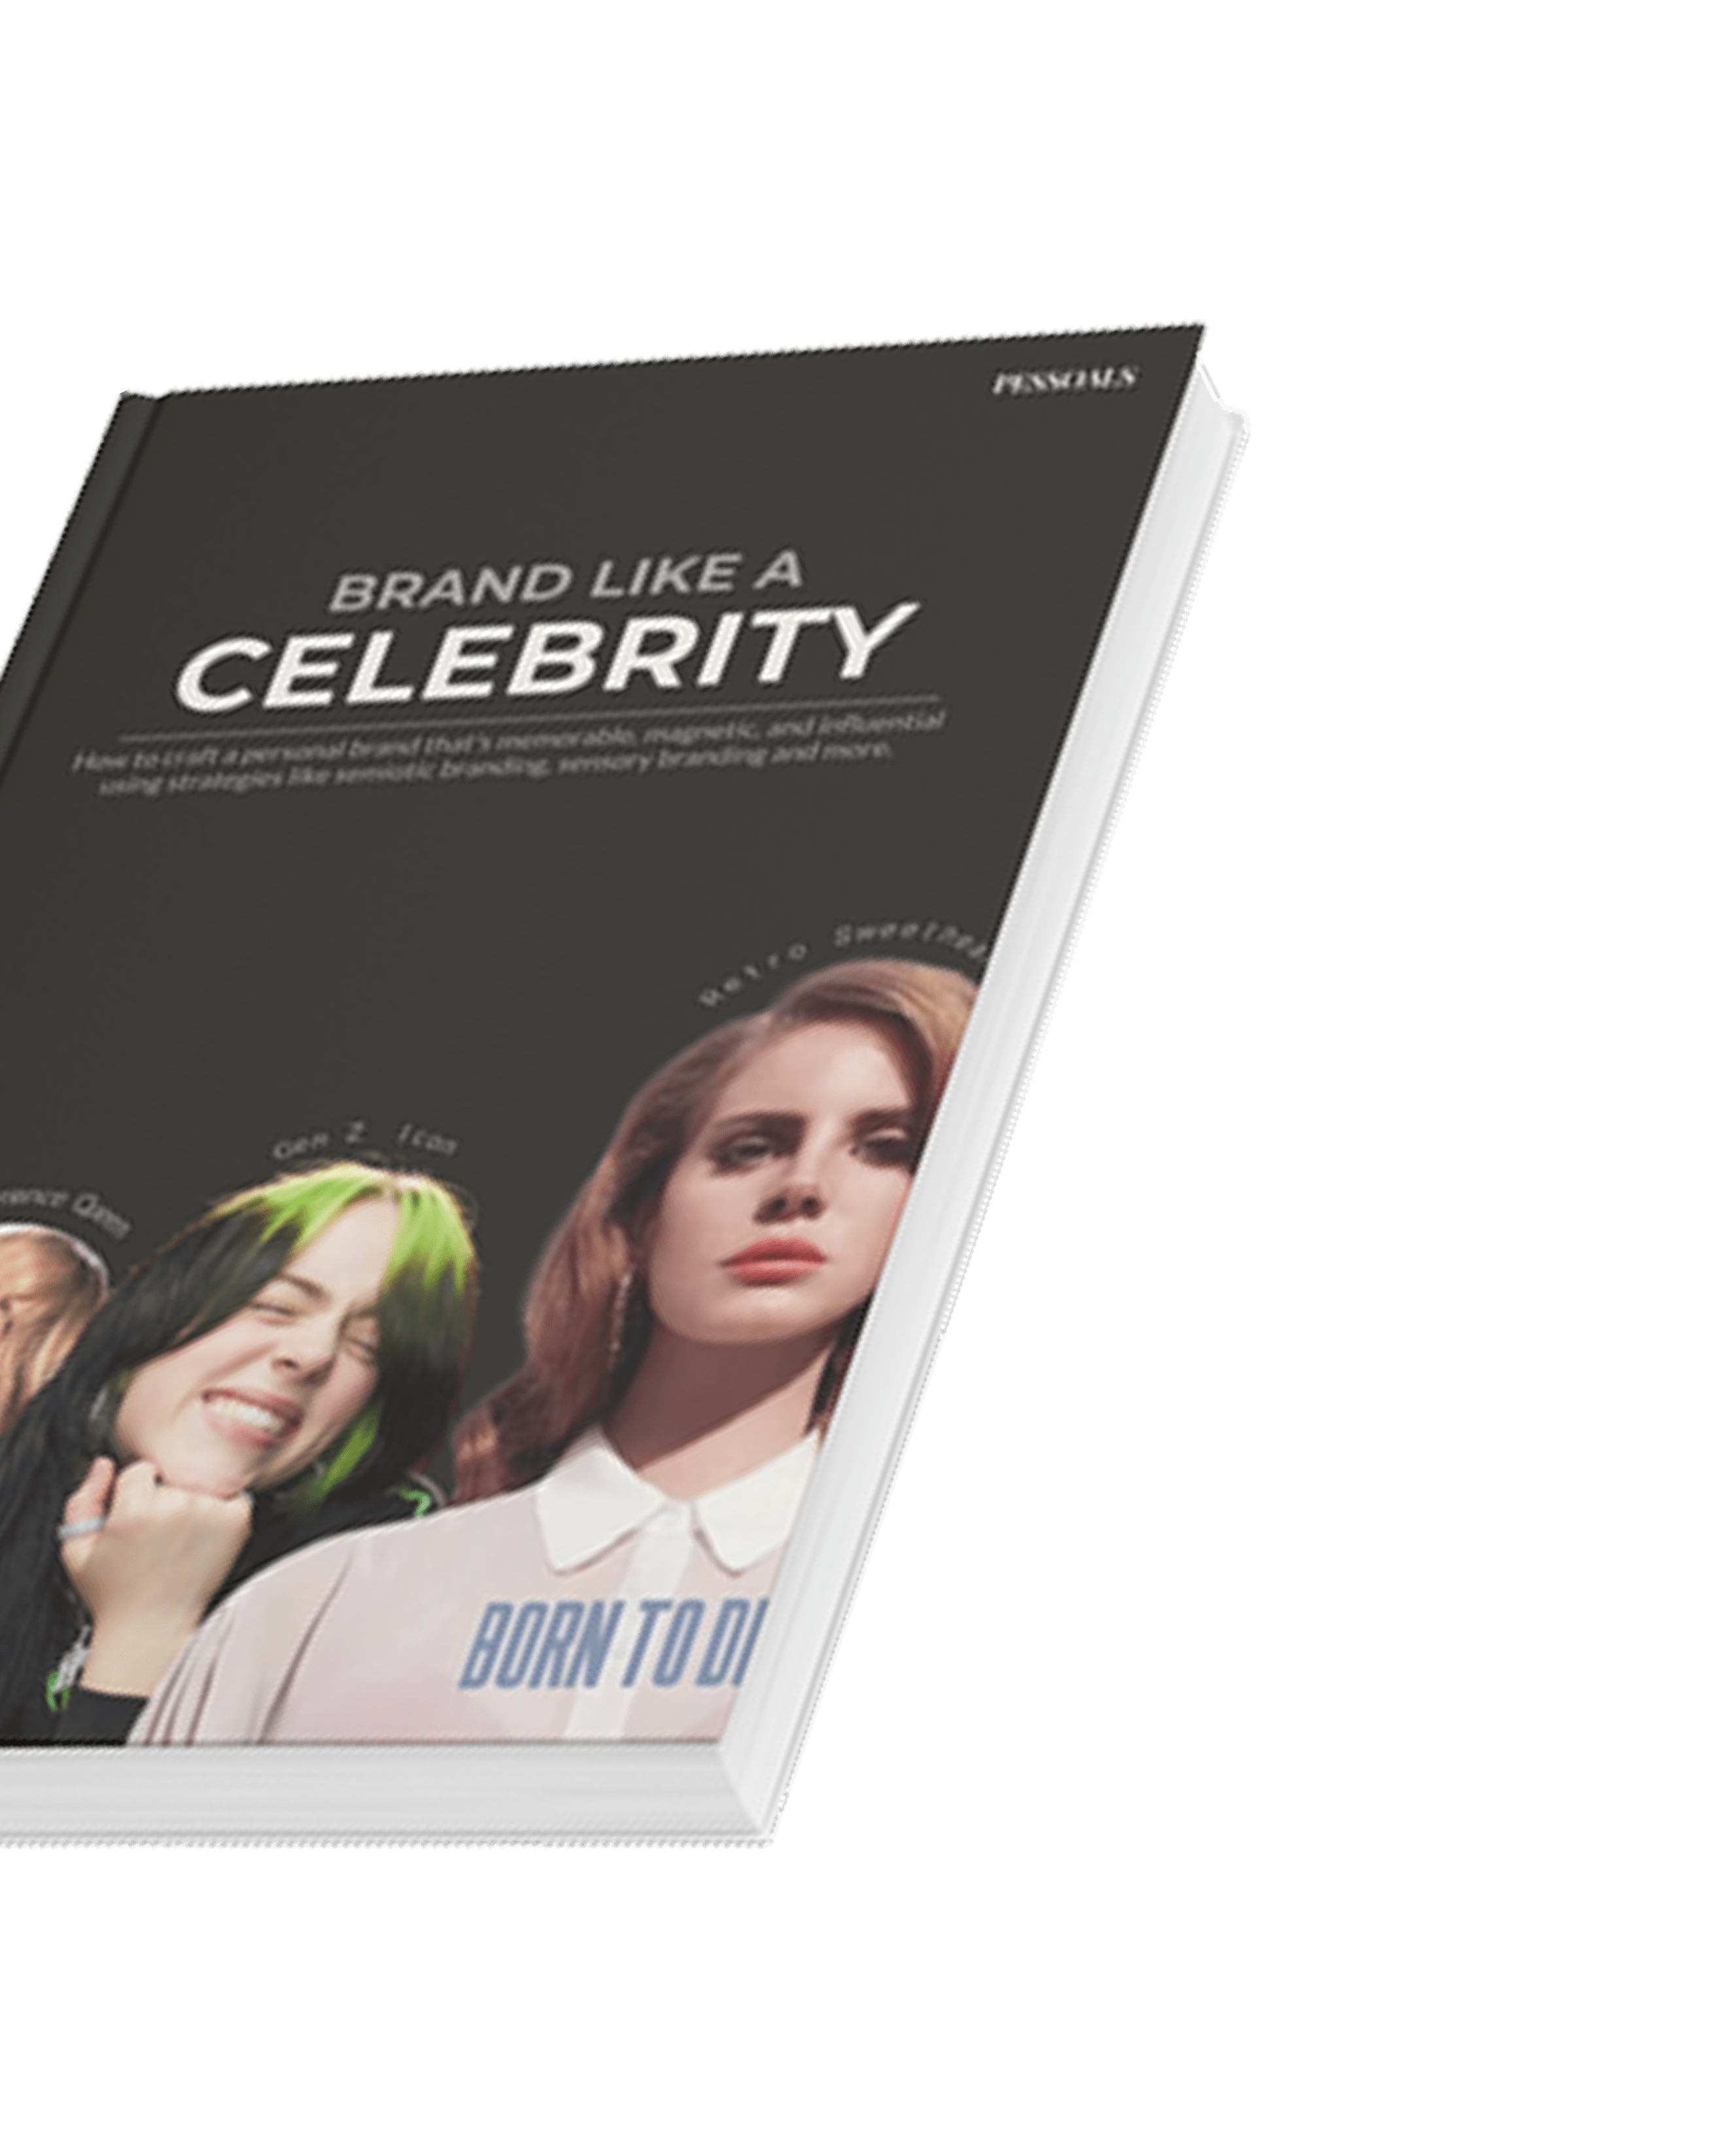 PESSOALS
BRAND LIKE A
CELEBRITY
How to craft a personal brand that's memorable, magnetic, and influential
using strategies like semiotic branding, sensory branding and more.
Retro Sweethea
Gen Z Icon
BORN TO DI